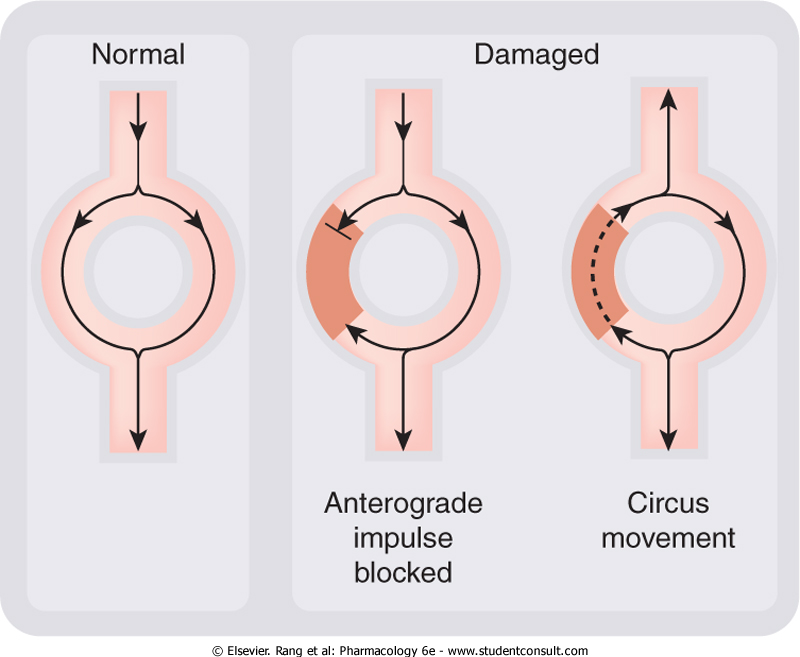 Normal
Damaged
Anterograde
impulse
blocked
Circus
movement
© Elsevier. Rang et al: Pharmacology 6e - www.studentconsult.com